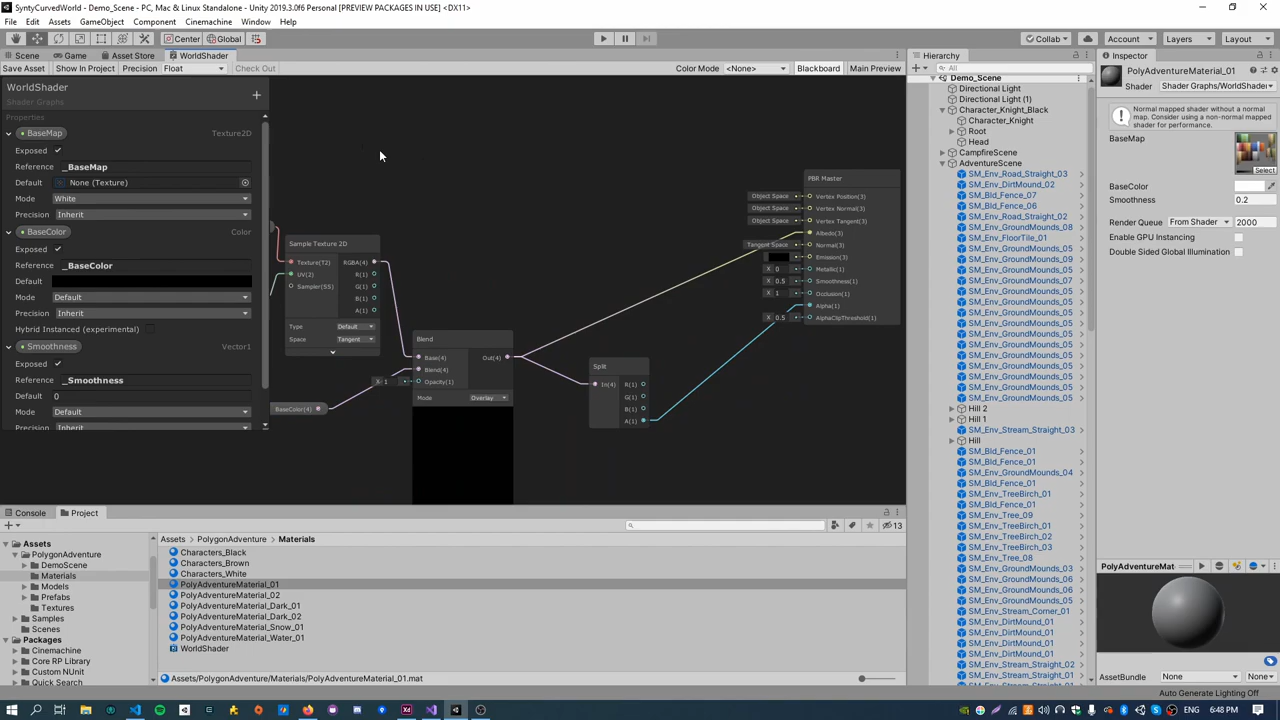 SyntyCurvedWorld - Demo_Scene - PC, Mac & Linux Standalone - Unity 2019.3.0f6 Personal [PREVIEW PACKAGES IN USE] <DX11>
File Edit Assets GameObject Component Cinemachine Window Help
Center Global Collab Account Layers Layout
Scene Game Asset Store WorldShader
Save Asset Show In Project Precision Float Check Out Color Mode <None> Blackboard Main Preview
WorldShader
Shader Graphs
Properties
BaseMap Texture2D
Exposed
Reference _BaseMap
Default None (Texture)
Mode White
Precision Inherit
BaseColor Color
Exposed
Reference _BaseColor
Default
Mode Default
Precision Inherit
Hybrid Instanced (experimental)
Smoothness Vector1
Exposed
Reference _Smoothness
Default 0
Mode Default
Precision Inherit
Sample Texture 2D
Texture(T2) RGBA(4)
UV(2) R(1)
Sampler(SS) G(1)
B(1)
A(1)
Type Default
Space Tangent
BaseColor(4)
Blend
Base(4) Out(4)
Blend(4)
X 1 Opacity(1)
Mode Overlay
Split
In(4) R(1)
G(1)
B(1)
A(1)
PBR Master
Object Space Vertex Position(3)
Object Space Vertex Normal(3)
Object Space Vertex Tangent(3)
Albedo(3)
Tangent Space Normal(3)
Emission(3)
X 0 Metallic(1)
X 0.5 Smoothness(1)
X 1 Occlusion(1)
Alpha(1)
X 0.5 AlphaClipThreshold(1)
Console Project
13
Assets
PolygonAdventure
DemoScene
Materials
Models
Prefabs
Textures
Samples
Scenes
Packages
Cinemachine
Core RP Library
Custom NUnit
Quick Search
Assets PolygonAdventure Materials
Characters_Black
Characters_Brown
Characters_White
PolyAdventureMaterial_01
PolyAdventureMaterial_02
PolyAdventureMaterial_Dark_01
PolyAdventureMaterial_Dark_02
PolyAdventureMaterial_Snow_01
PolyAdventureMaterial_Water_01
WorldShader
Assets/PolygonAdventure/Materials/PolyAdventureMaterial_01.mat
Hierarchy
All
Demo_Scene
Directional Light
Directional Light (1)
Character_Knight_Black
Character_Knight
Root
Head
CampfireScene
AdventureScene
SM_Env_Road_Straight_03
SM_Env_DirtMound_02
SM_Bld_Fence_07
SM_Bld_Fence_06
SM_Env_Road_Straight_02
SM_Env_GroundMounds_08
SM_Env_FloorTile_01
SM_Env_GroundMounds_05
SM_Env_GroundMounds_09
SM_Env_GroundMounds_05
SM_Env_GroundMounds_07
SM_Env_GroundMounds_05
SM_Env_GroundMounds_05
SM_Env_GroundMounds_05
SM_Env_GroundMounds_05
SM_Env_GroundMounds_05
SM_Env_GroundMounds_05
SM_Env_GroundMounds_05
SM_Env_GroundMounds_05
SM_Env_GroundMounds_05
SM_Env_GroundMounds_05
SM_Env_GroundMounds_05
Hill 2
Hill 1
SM_Env_Stream_Straight_03
Hill
SM_Bld_Fence_01
SM_Bld_Fence_01
SM_Env_GroundMounds_04
SM_Bld_Fence_01
SM_Env_TreeBirch_01
SM_Bld_Fence_01
SM_Env_Tree_09
SM_Env_TreeBirch_01
SM_Env_TreeBirch_02
SM_Env_TreeBirch_03
SM_Env_Tree_08
SM_Env_GroundMounds_03
SM_Env_GroundMounds_06
SM_Env_GroundMounds_06
SM_Env_GroundMounds_05
SM_Env_Stream_Corner_01
SM_Env_DirtMound_01
SM_Env_DirtMound_01
SM_Env_DirtMound_01
SM_Env_DirtMound_01
SM_Env_Stream_Straight_02
SM_Env_Stream_Straight_01
Inspector
PolyAdventureMaterial_01
Shader Shader Graphs/WorldShader
Normal mapped shader without a normal map. Consider using a non-normal mapped shader for performance.
BaseMap
Select
BaseColor
Smoothness 0.2
Render Queue From Shader 2000
Enable GPU Instancing
Double Sided Global Illumination
PolyAdventureMat
AssetBundle None None
Auto Generate Lighting Off
6:48 PM